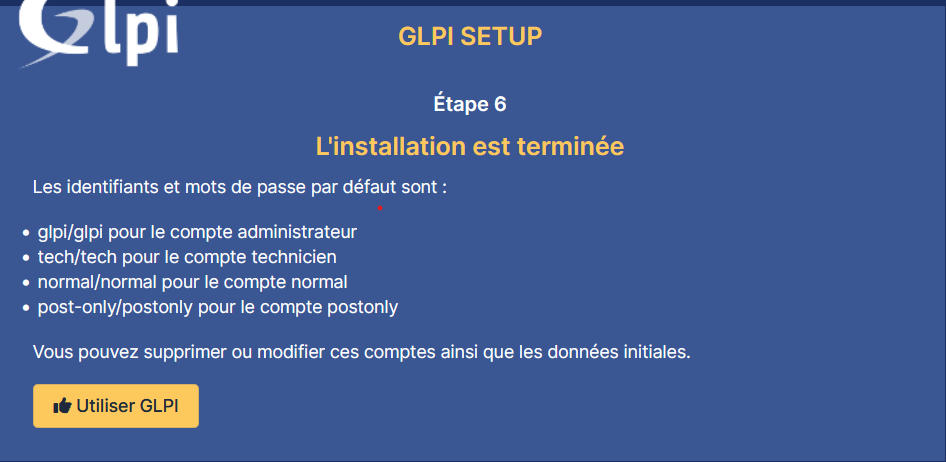 Glpi
GLPI SETUP
Étape 6
L'installation est terminée
Les identifiants et mots de passe par défaut sont :
• glpi/glpi pour le compte administrateur
• tech/tech pour le compte technicien
• normal/normal pour le compte normal
• post-only/postonly pour le compte postonly
Vous pouvez supprimer ou modifier ces comptes ainsi que les données initiales.
Utiliser GLPI